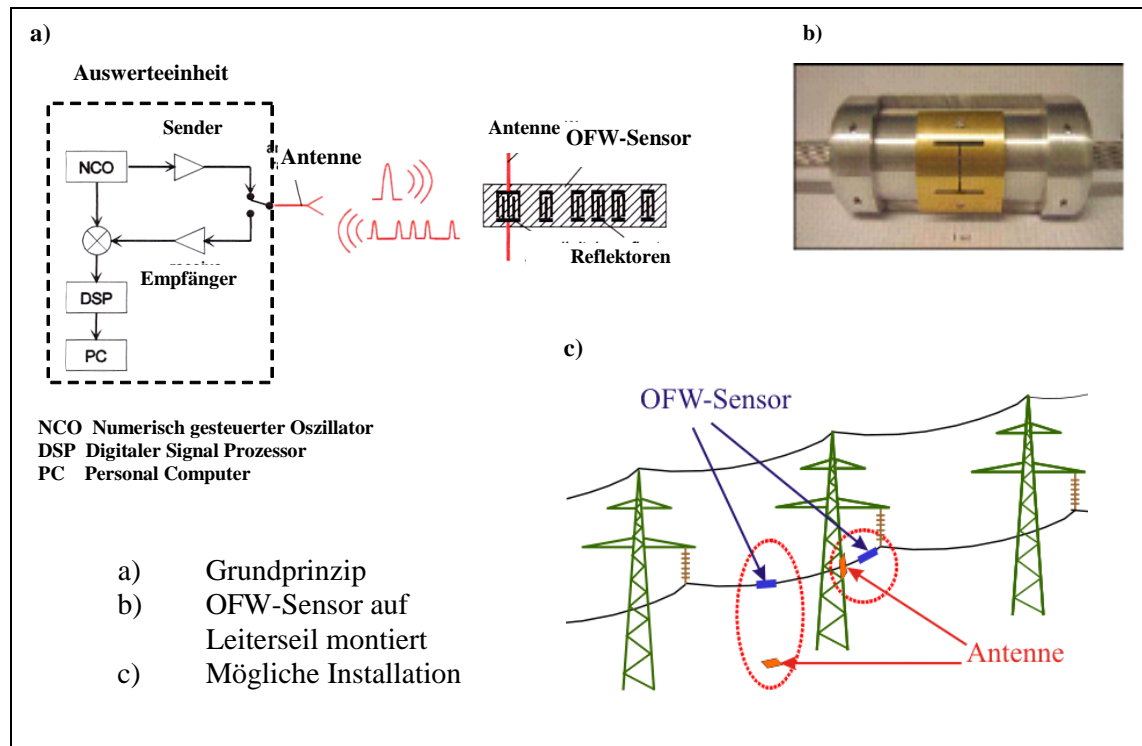 a)
b)
Auswerteeinheit
Sender
NCO
Antenne
Antenne
OFW-Sensor
Reflektoren
Empfänger
DSP
PC
c)
OFW-Sensor
Antenne
NCO Numerisch gesteuerter Oszillator
DSP Digitaler Signal Prozessor
PC Personal Computer
a) Grundprinzip
b) OFW-Sensor auf
Leiterseil montiert
c) Mögliche Installation